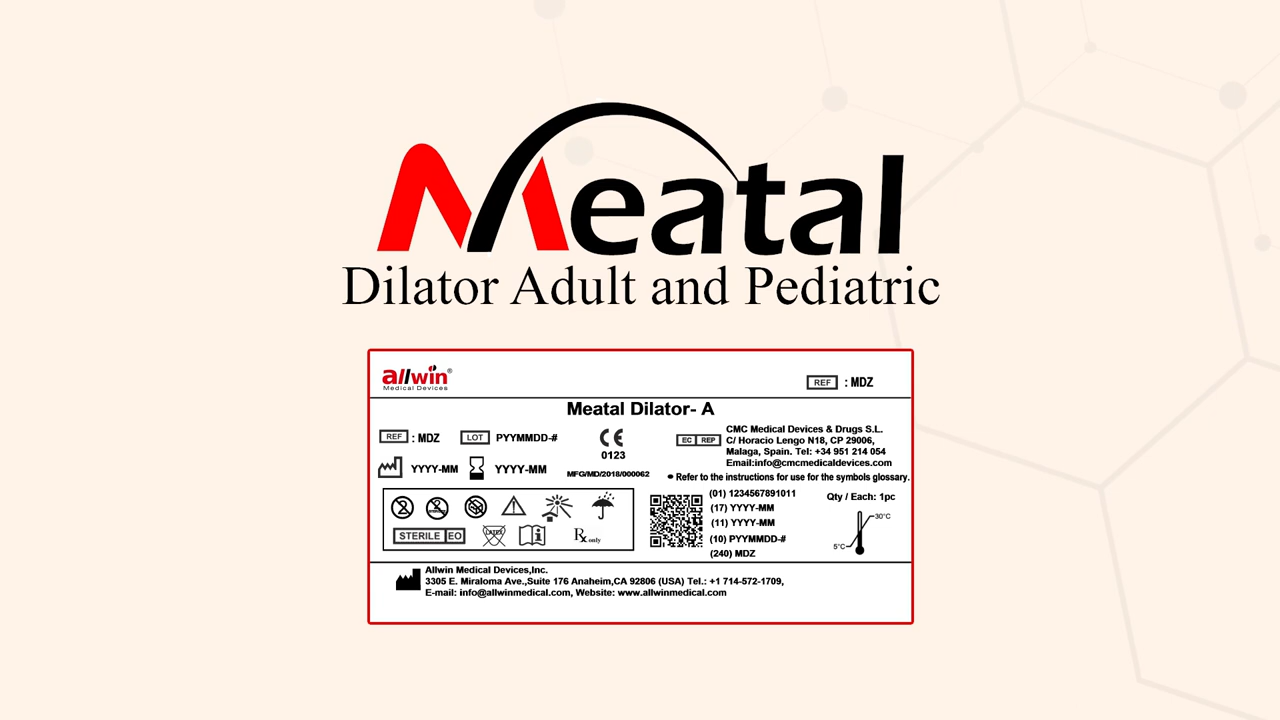 Meatal
Dilator Adult and Pediatric
allwin®
Medical Devices
REF : MDZ
Meatal Dilator- A
REF : MDZ
LOT PYYMMDD-#
CE
0123
EC REP
CMC Medical Devices & Drugs S.L.
C/ Horacio Lengo N18, CP 29006,
Malaga, Spain. Tel: +34 951 214 054
Email:info@cmcmedicaldevices.com
YYYY-MM
YYYY-MM
MFG/MD/2018/000062
• Refer to the instructions for use for the symbols glossary.
2
STERILE EO
LATEX
i
Rx only
(01) 1234567891011
(17) YYYY-MM
(11) YYYY-MM
(10) PYYMMDD-#
(240) MDZ
Qty / Each: 1pc
30°C
5°C
Allwin Medical Devices,Inc.
3305 E. Miraloma Ave.,Suite 176 Anaheim,CA 92806 (USA) Tel.: +1 714-572-1709,
E-mail: info@allwinmedical.com, Website: www.allwinmedical.com